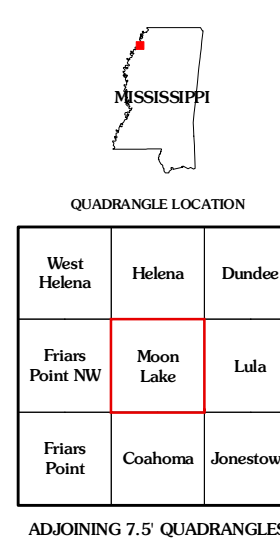 MISSISSIPPI
QUADRANGLE LOCATION
West
Helena
Helena
Dundee
Friars
Point NW
Moon
Lake
Lula
Friars
Point
Coahoma
Jonestow
ADJOINING 7.5' QUADRANGLES